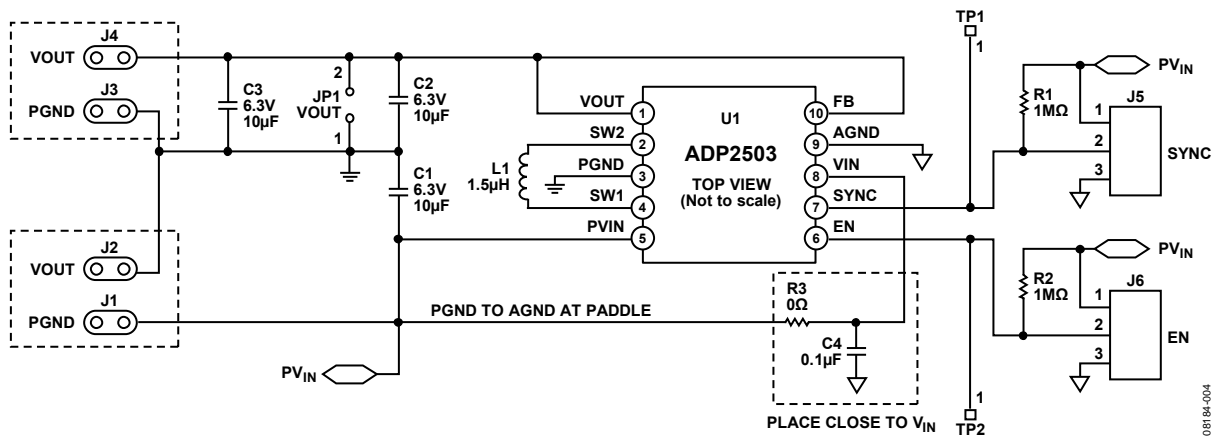 J4
VOUT
J3
PGND
C3
6.3V
10µF
2
JP1
VOUT
1
C2
6.3V
10µF
C1
6.3V
10µF
L1
1.5µH
VOUT
SW2
PGND
SW1
PVIN
1
2
3
4
5
U1
ADP2503
TOP VIEW
(Not to scale)
10
9
8
7
6
FB
AGND
VIN
SYNC
EN
TP1
1
R1
1MΩ
PVIN
J5
1
2
3
SYNC
J2
VOUT
J1
PGND
PGND TO AGND AT PADDLE
PVIN
R3
0Ω
C4
0.1µF
PLACE CLOSE TO VIN
1
TP2
R2
1MΩ
PVIN
J6
1
2
3
EN
08184-004